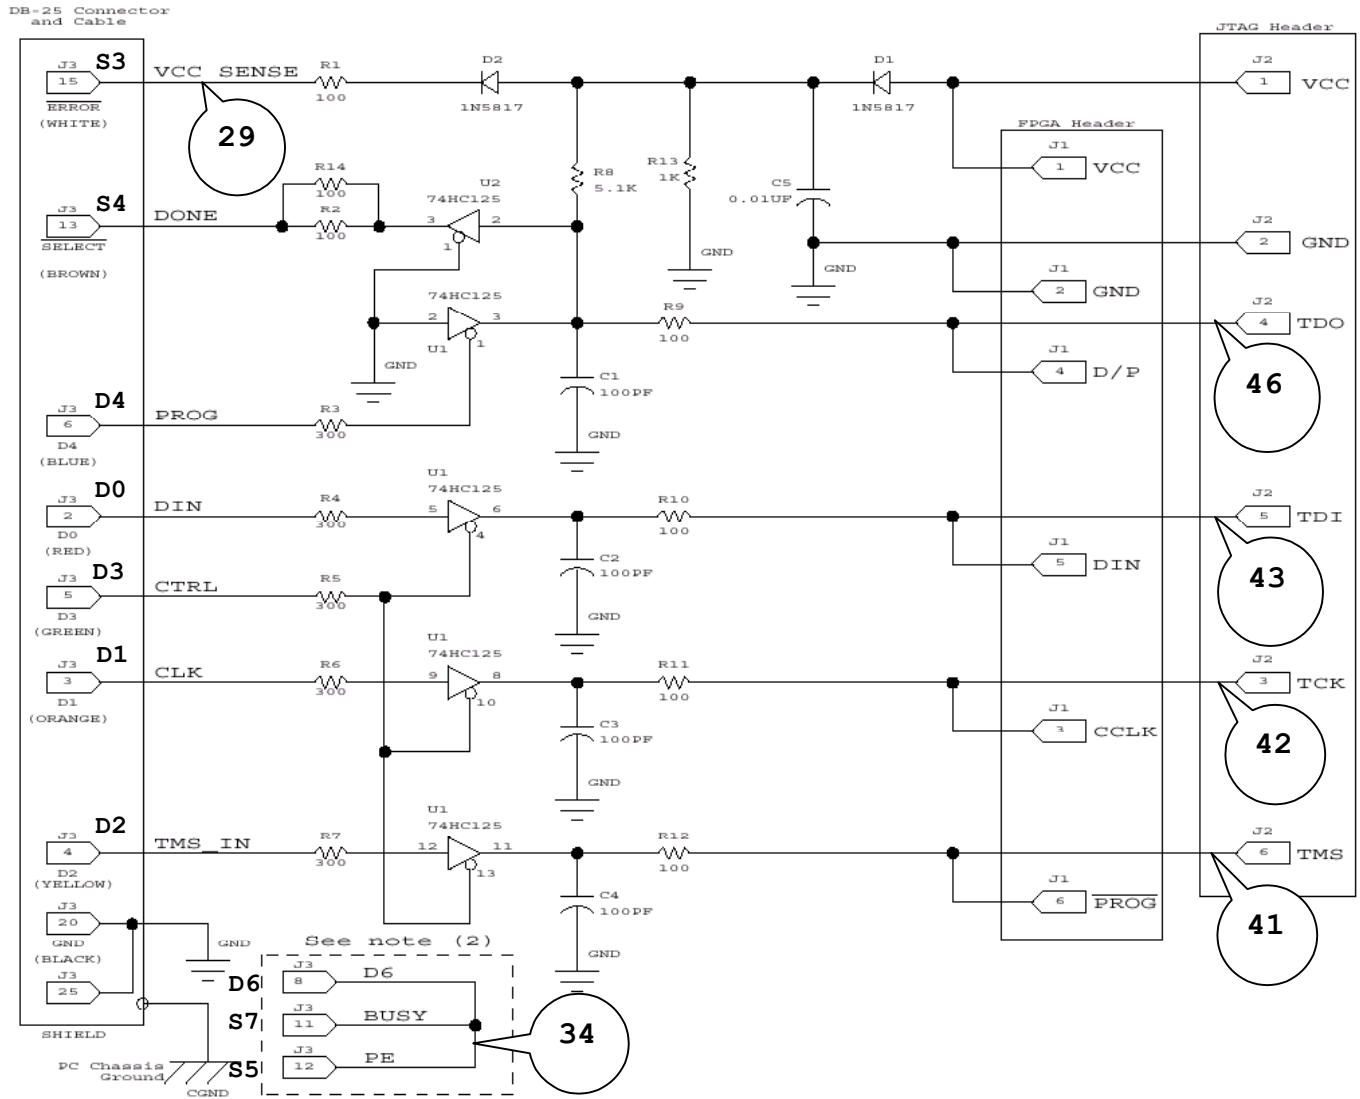 DB-25 Connector
and Cable
JTAG Header
J3
15
S3
ERROR
(WHITE)
VCC SENSE
29
R1
100
D2
1N5817
D1
1N5817
J2
1
VCC
FPGA Header
J1
1
VCC
R14
100
R2
100
U2
74HC125
3
2
1
R8
5.1K
R13
1K
GND
C5
0.01UF
GND
J3
13
S4
SELECT
(BROWN)
DONE
J2
2
GND
J1
2
GND
74HC125
2
3
U1
1
GND
R9
100
J2
4
TDO
46
J1
4
D/P
C1
100PF
GND
J3
6
D4
D4
(BLUE)
PROG
R3
300
J3
2
D0
D0
(RED)
DIN
R4
300
U1
74HC125
5
6
4
R10
100
J2
5
TDI
43
J1
5
DIN
C2
100PF
GND
J3
5
D3
D3
(GREEN)
CTRL
R5
300
J3
3
D1
D1
(ORANGE)
CLK
R6
300
U1
74HC125
9
8
10
R11
100
J2
3
TCK
42
J1
3
CCLK
C3
100PF
GND
J3
4
D2
D2
(YELLOW)
TMS_IN
R7
300
U1
74HC125
12
11
13
R12
100
J2
6
TMS
41
J1
6
PROG
C4
100PF
GND
J3
20
GND
(BLACK)
GND
J3
25
SHIELD
PC Chassis
Ground
CGND
See note (2)
D6
J3
8
D6
S7
J3
11
BUSY
S5
J3
12
PE
34